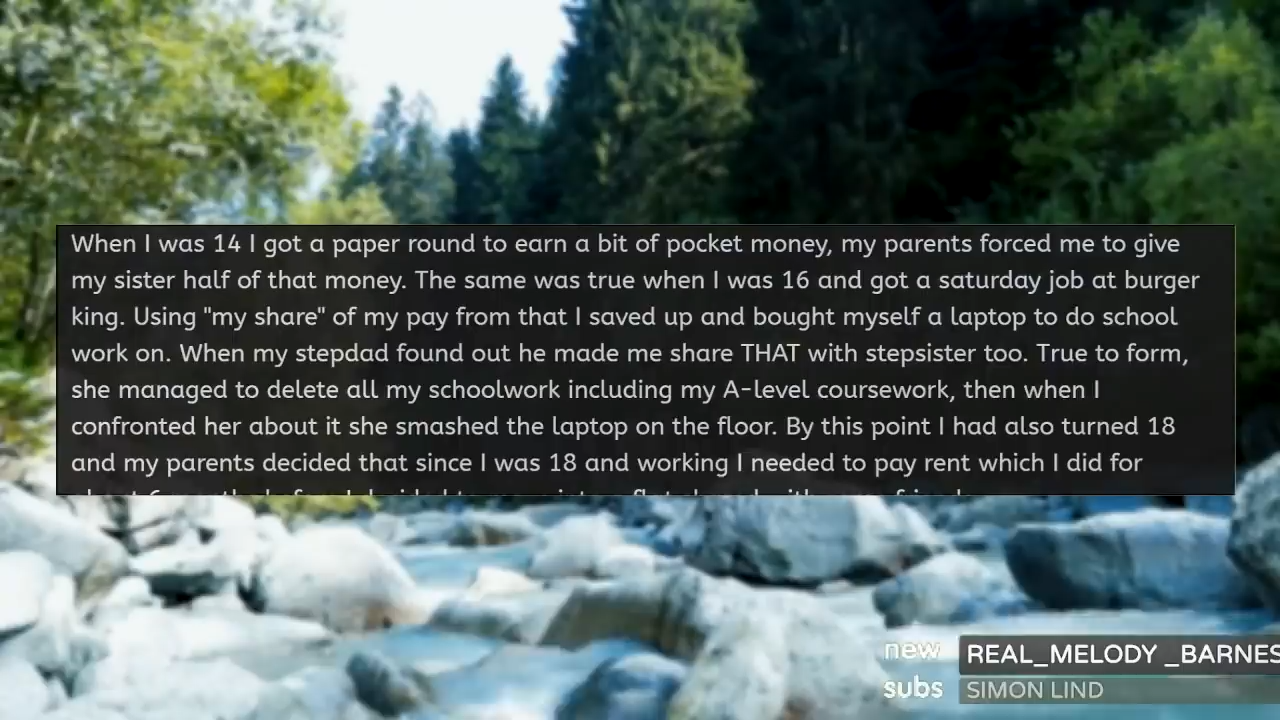 When I was 14 I got a paper round to earn a bit of pocket money, my parents forced me to give
my sister half of that money. The same was true when I was 16 and got a saturday job at burger
king. Using "my share" of my pay from that I saved up and bought myself a laptop to do school
work on. When my stepdad found out he made me share THAT with stepsister too. True to form,
she managed to delete all my schoolwork including my A-level coursework, then when I
confronted her about it she smashed the laptop on the floor. By this point I had also turned 18
and my parents decided that since I was 18 and working I needed to pay rent which I did for
new
REAL_MELODY _BARNES
subs
SIMON LIND